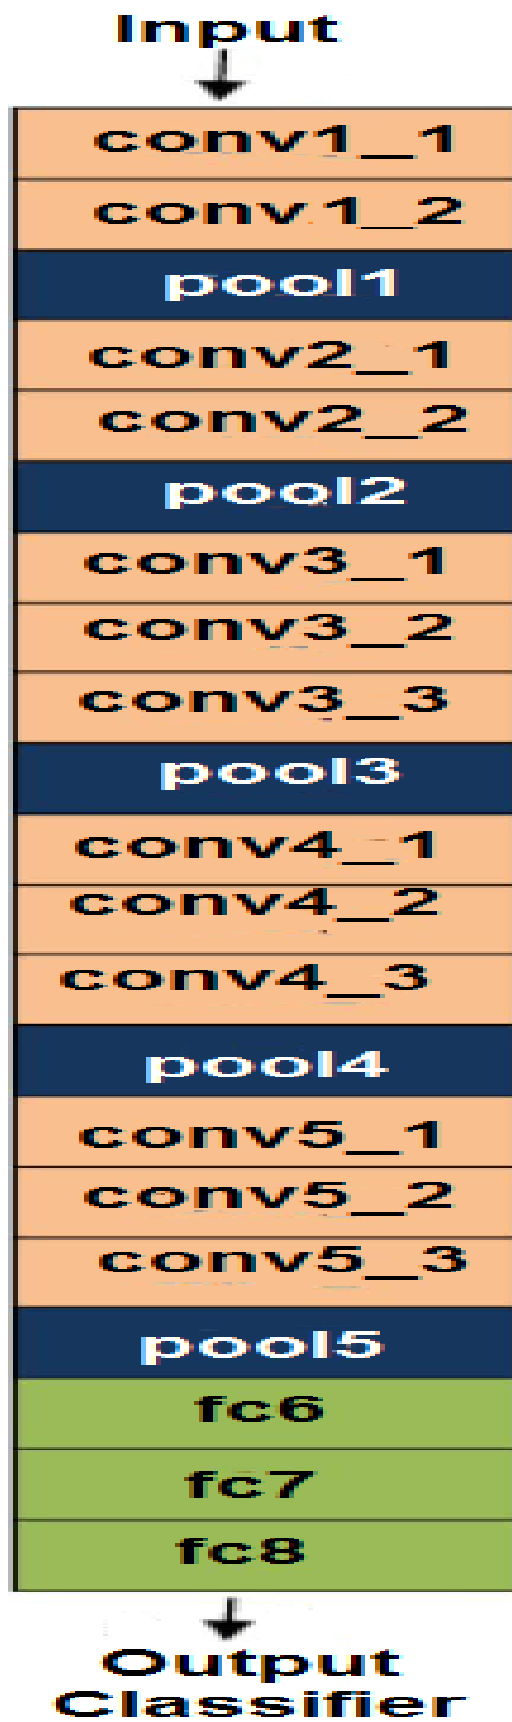 Input
conv1_1
conv1_2
pool1
conv2_1
conv2_2
pool2
conv3_1
conv3_2
conv3_3
pool3
conv4_1
conv4_2
conv4_3
pool4
conv5_1
conv5_2
conv5_3
pool5
fc6
fc7
fc8
Output
Classifier